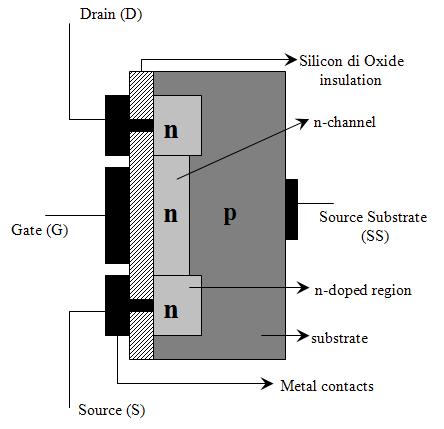 Drain (D)
Silicon di Oxide
insulation
n
n-channel
n
p
Gate (G)
Source Substrate
(SS)
n-doped region
n
substrate
Metal contacts
Source (S)